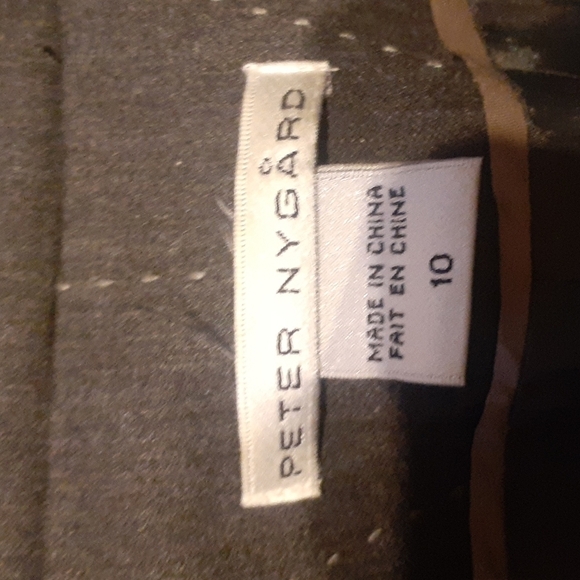 PETER NYGÅRD
MADE IN CHINA
FAIT EN CHINE
10